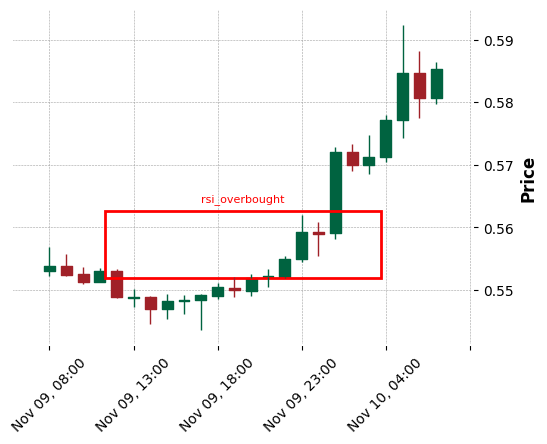 0.59
0.58
0.57
rsi_overbought
0.56
0.55
Price
Nov 09, 08:00
Nov 09, 13:00
Nov 09, 18:00
Nov 09, 23:00
Nov 10, 04:00